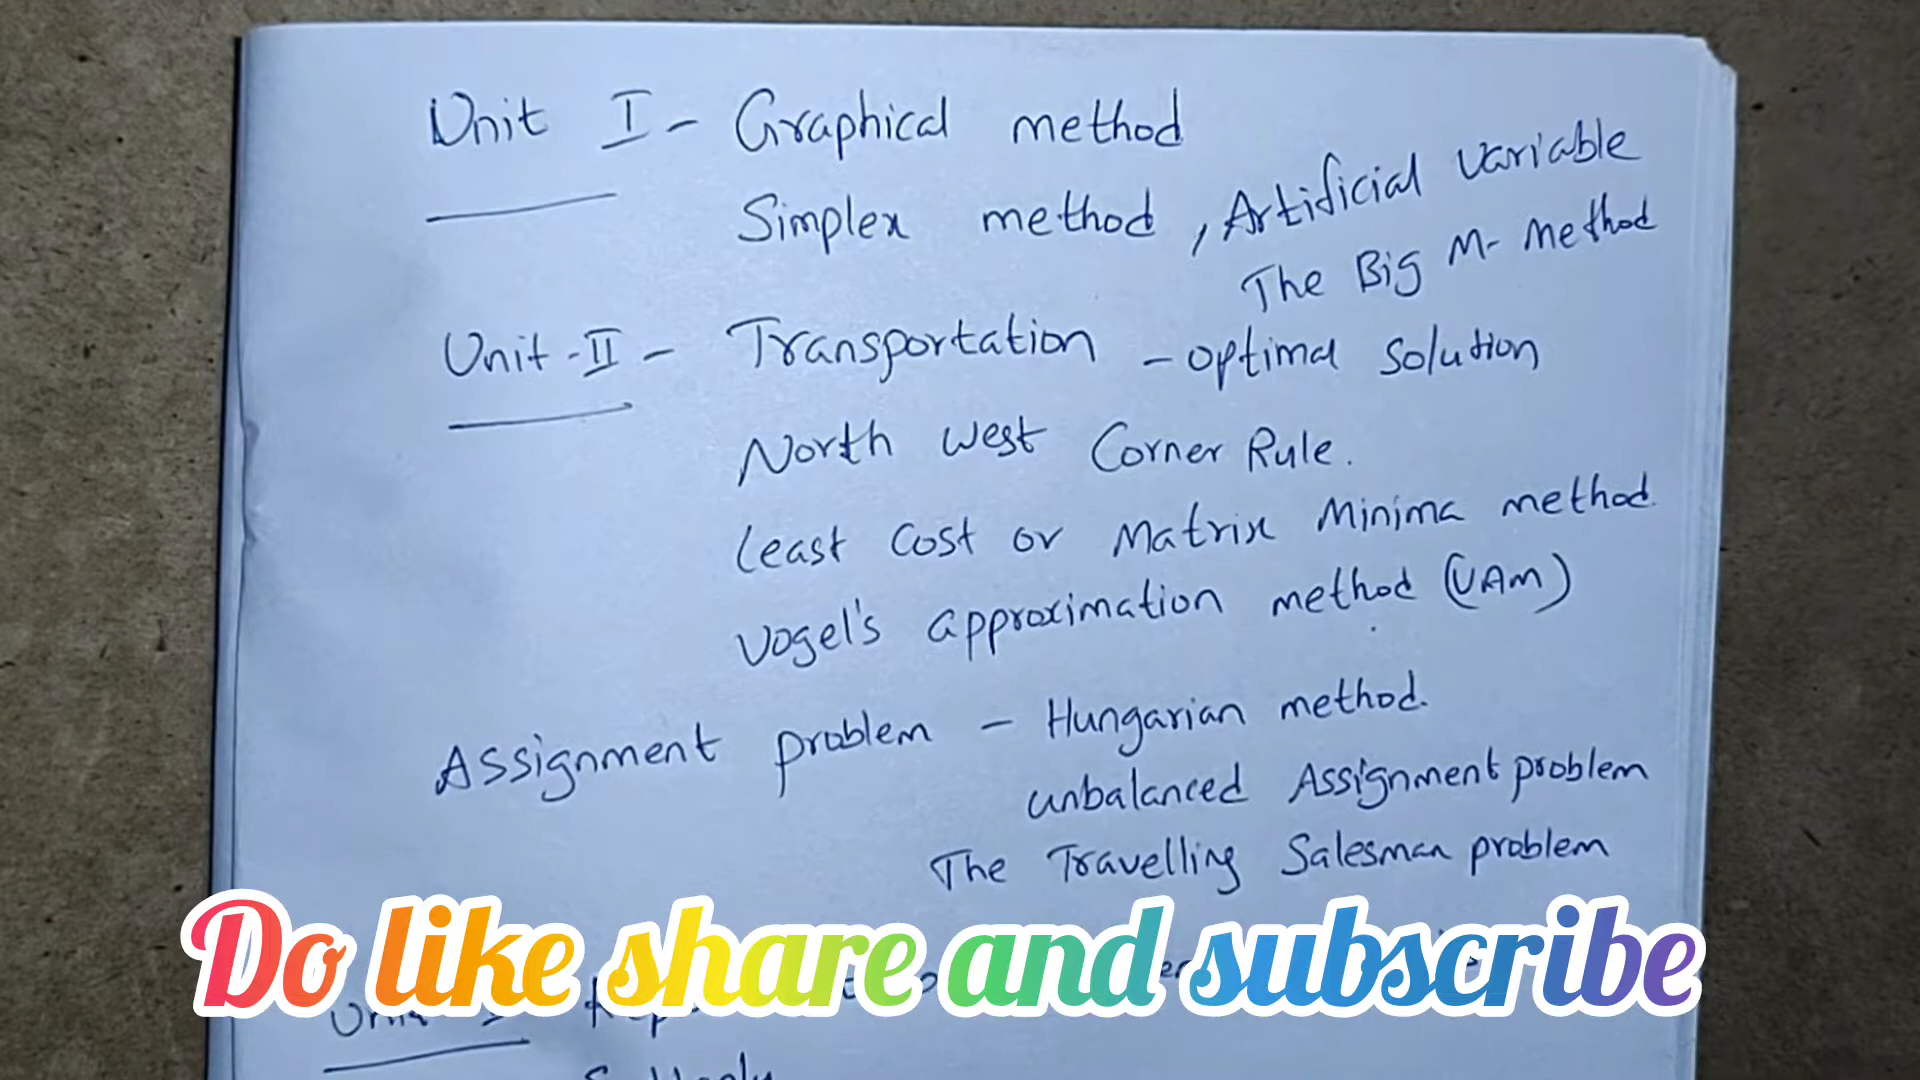 Unit I - Graphical method
Simplex method, Artificial variable
The Big M- Method
Unit-II - Transportation - optimal solution
North West Corner Rule.
Least Cost or Matrix Minima method.
Vogel's approximation method (VAM)
Assignment problem - Hungarian method.
unbalanced Assignment problem
The Travelling Salesman problem
Do like share and subscribe